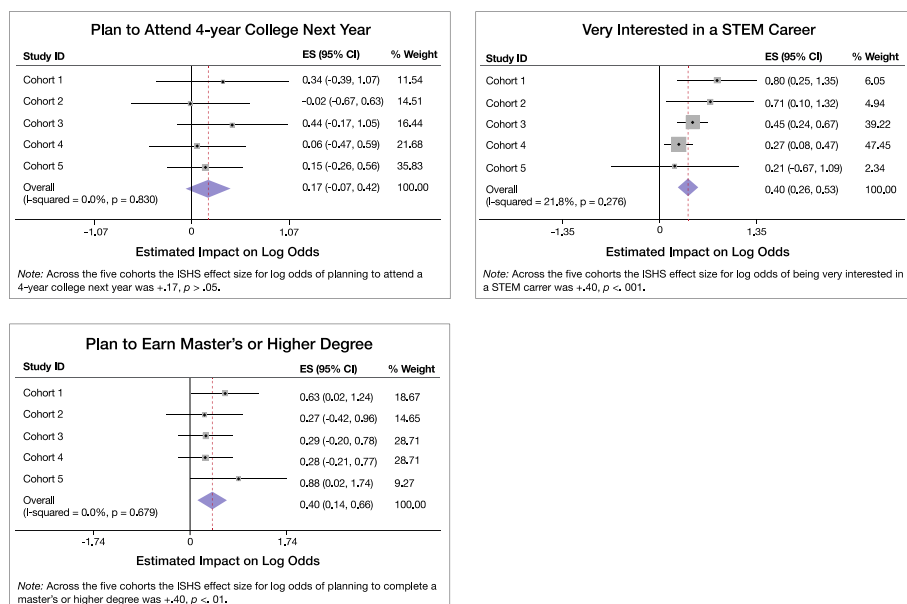 Plan to Attend 4-year College Next Year
Study ID ES (95% CI) % Weight
Cohort 1 0.34 (-0.39, 1.07) 11.54
Cohort 2 -0.02 (-0.67, 0.63) 14.51
Cohort 3 0.44 (-0.17, 1.05) 16.44
Cohort 4 0.06 (-0.47, 0.59) 21.68
Cohort 5 0.15 (-0.26, 0.56) 35.83
Overall 0.17 (-0.07, 0.42) 100.00
(I-squared = 0.0%, p = 0.830)
-1.07 0 1.07
Estimated Impact on Log Odds
Note: Across the five cohorts the ISHS effect size for log odds of planning to attend a
4-year college next year was +.17, p > .05.
Very Interested in a STEM Career
Study ID ES (95% CI) % Weight
Cohort 1 0.80 (0.25, 1.35) 6.05
Cohort 2 0.71 (0.10, 1.32) 4.94
Cohort 3 0.45 (0.24, 0.67) 39.22
Cohort 4 0.27 (0.08, 0.47) 47.45
Cohort 5 0.21 (-0.67, 1.09) 2.34
Overall 0.40 (0.26, 0.53) 100.00
(I-squared = 21.8%, p = 0.276)
-1.35 0 1.35
Estimated Impact on Log Odds
Note: Across the five cohorts the ISHS effect size for log odds of being very interested in
a STEM carrer was +.40, p <. 001.
Plan to Earn Master's or Higher Degree
Study ID ES (95% CI) % Weight
Cohort 1 0.63 (0.02, 1.24) 18.67
Cohort 2 0.27 (-0.42, 0.96) 14.65
Cohort 3 0.29 (-0.20, 0.78) 28.71
Cohort 4 0.28 (-0.21, 0.77) 28.71
Cohort 5 0.88 (0.02, 1.74) 9.27
Overall 0.40 (0.14, 0.66) 100.00
(I-squared = 0.0%, p = 0.679)
-1.74 0 1.74
Estimated Impact on Log Odds
Note: Across the five cohorts the ISHS effect size for log odds of planning to complete a
master's or higher degree was +.40, p <. 01.